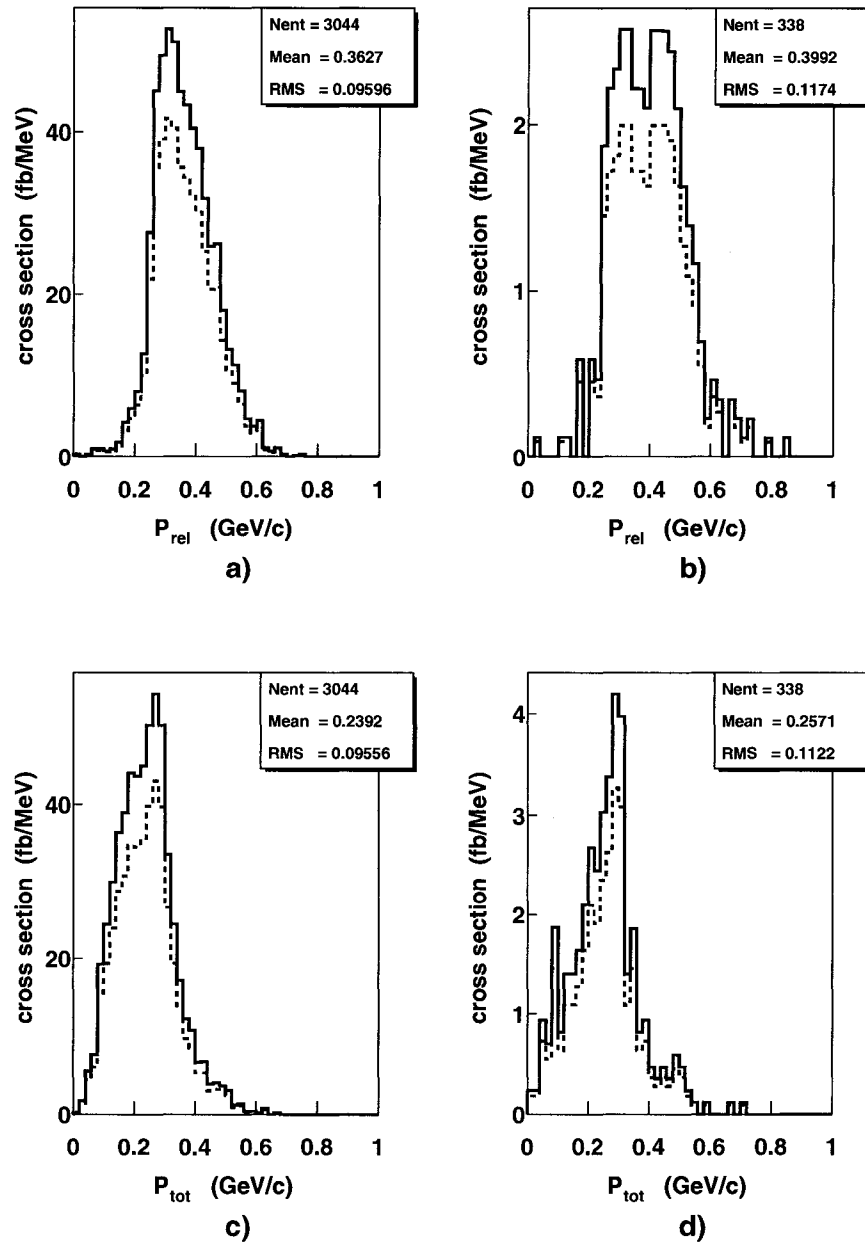 Nent = 3044
Mean = 0.3627
RMS = 0.09596
cross section (fb/MeV)
40
20
0
0 0.2 0.4 0.6 0.8 1
P_rel (GeV/c)
a)
Nent = 338
Mean = 0.3992
RMS = 0.1174
cross section (fb/MeV)
2
1
0
0 0.2 0.4 0.6 0.8 1
P_rel (GeV/c)
b)
Nent = 3044
Mean = 0.2392
RMS = 0.09556
cross section (fb/MeV)
40
20
0
0 0.2 0.4 0.6 0.8 1
P_tot (GeV/c)
c)
Nent = 338
Mean = 0.2571
RMS = 0.1122
cross section (fb/MeV)
4
3
2
1
0
0 0.2 0.4 0.6 0.8 1
P_tot (GeV/c)
d)